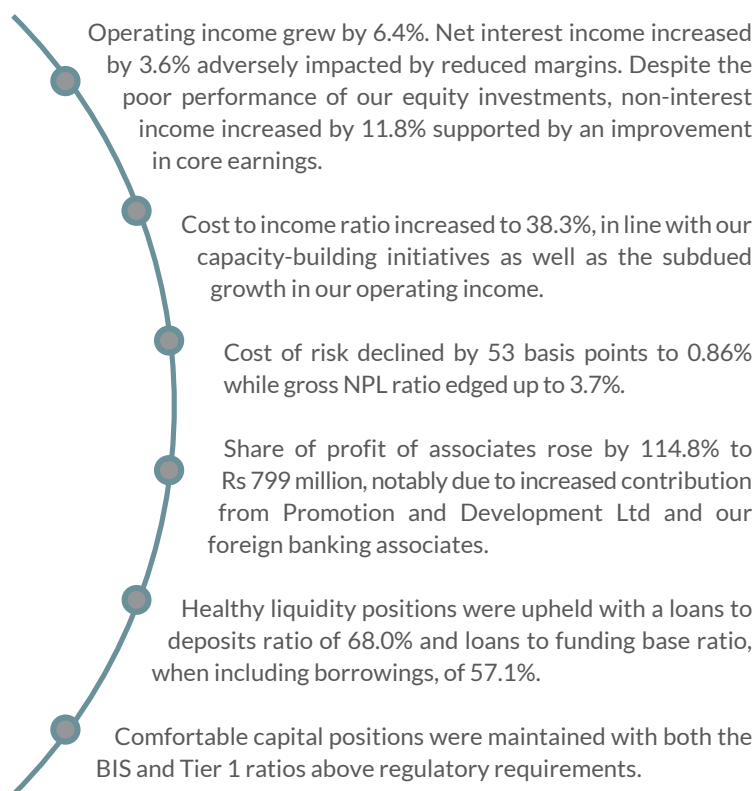 Operating income grew by 6.4%. Net interest income increased
by 3.6% adversely impacted by reduced margins. Despite the
poor performance of our equity investments, non-interest
income increased by 11.8% supported by an improvement
in core earnings.
Cost to income ratio increased to 38.3%, in line with our
capacity-building initiatives as well as the subdued
growth in our operating income.
Cost of risk declined by 53 basis points to 0.86%
while gross NPL ratio edged up to 3.7%.
Share of profit of associates rose by 114.8% to
Rs 799 million, notably due to increased contribution
from Promotion and Development Ltd and our
foreign banking associates.
Healthy liquidity positions were upheld with a loans to
deposits ratio of 68.0% and loans to funding base ratio,
when including borrowings, of 57.1%.
Comfortable capital positions were maintained with both the
BIS and Tier 1 ratios above regulatory requirements.